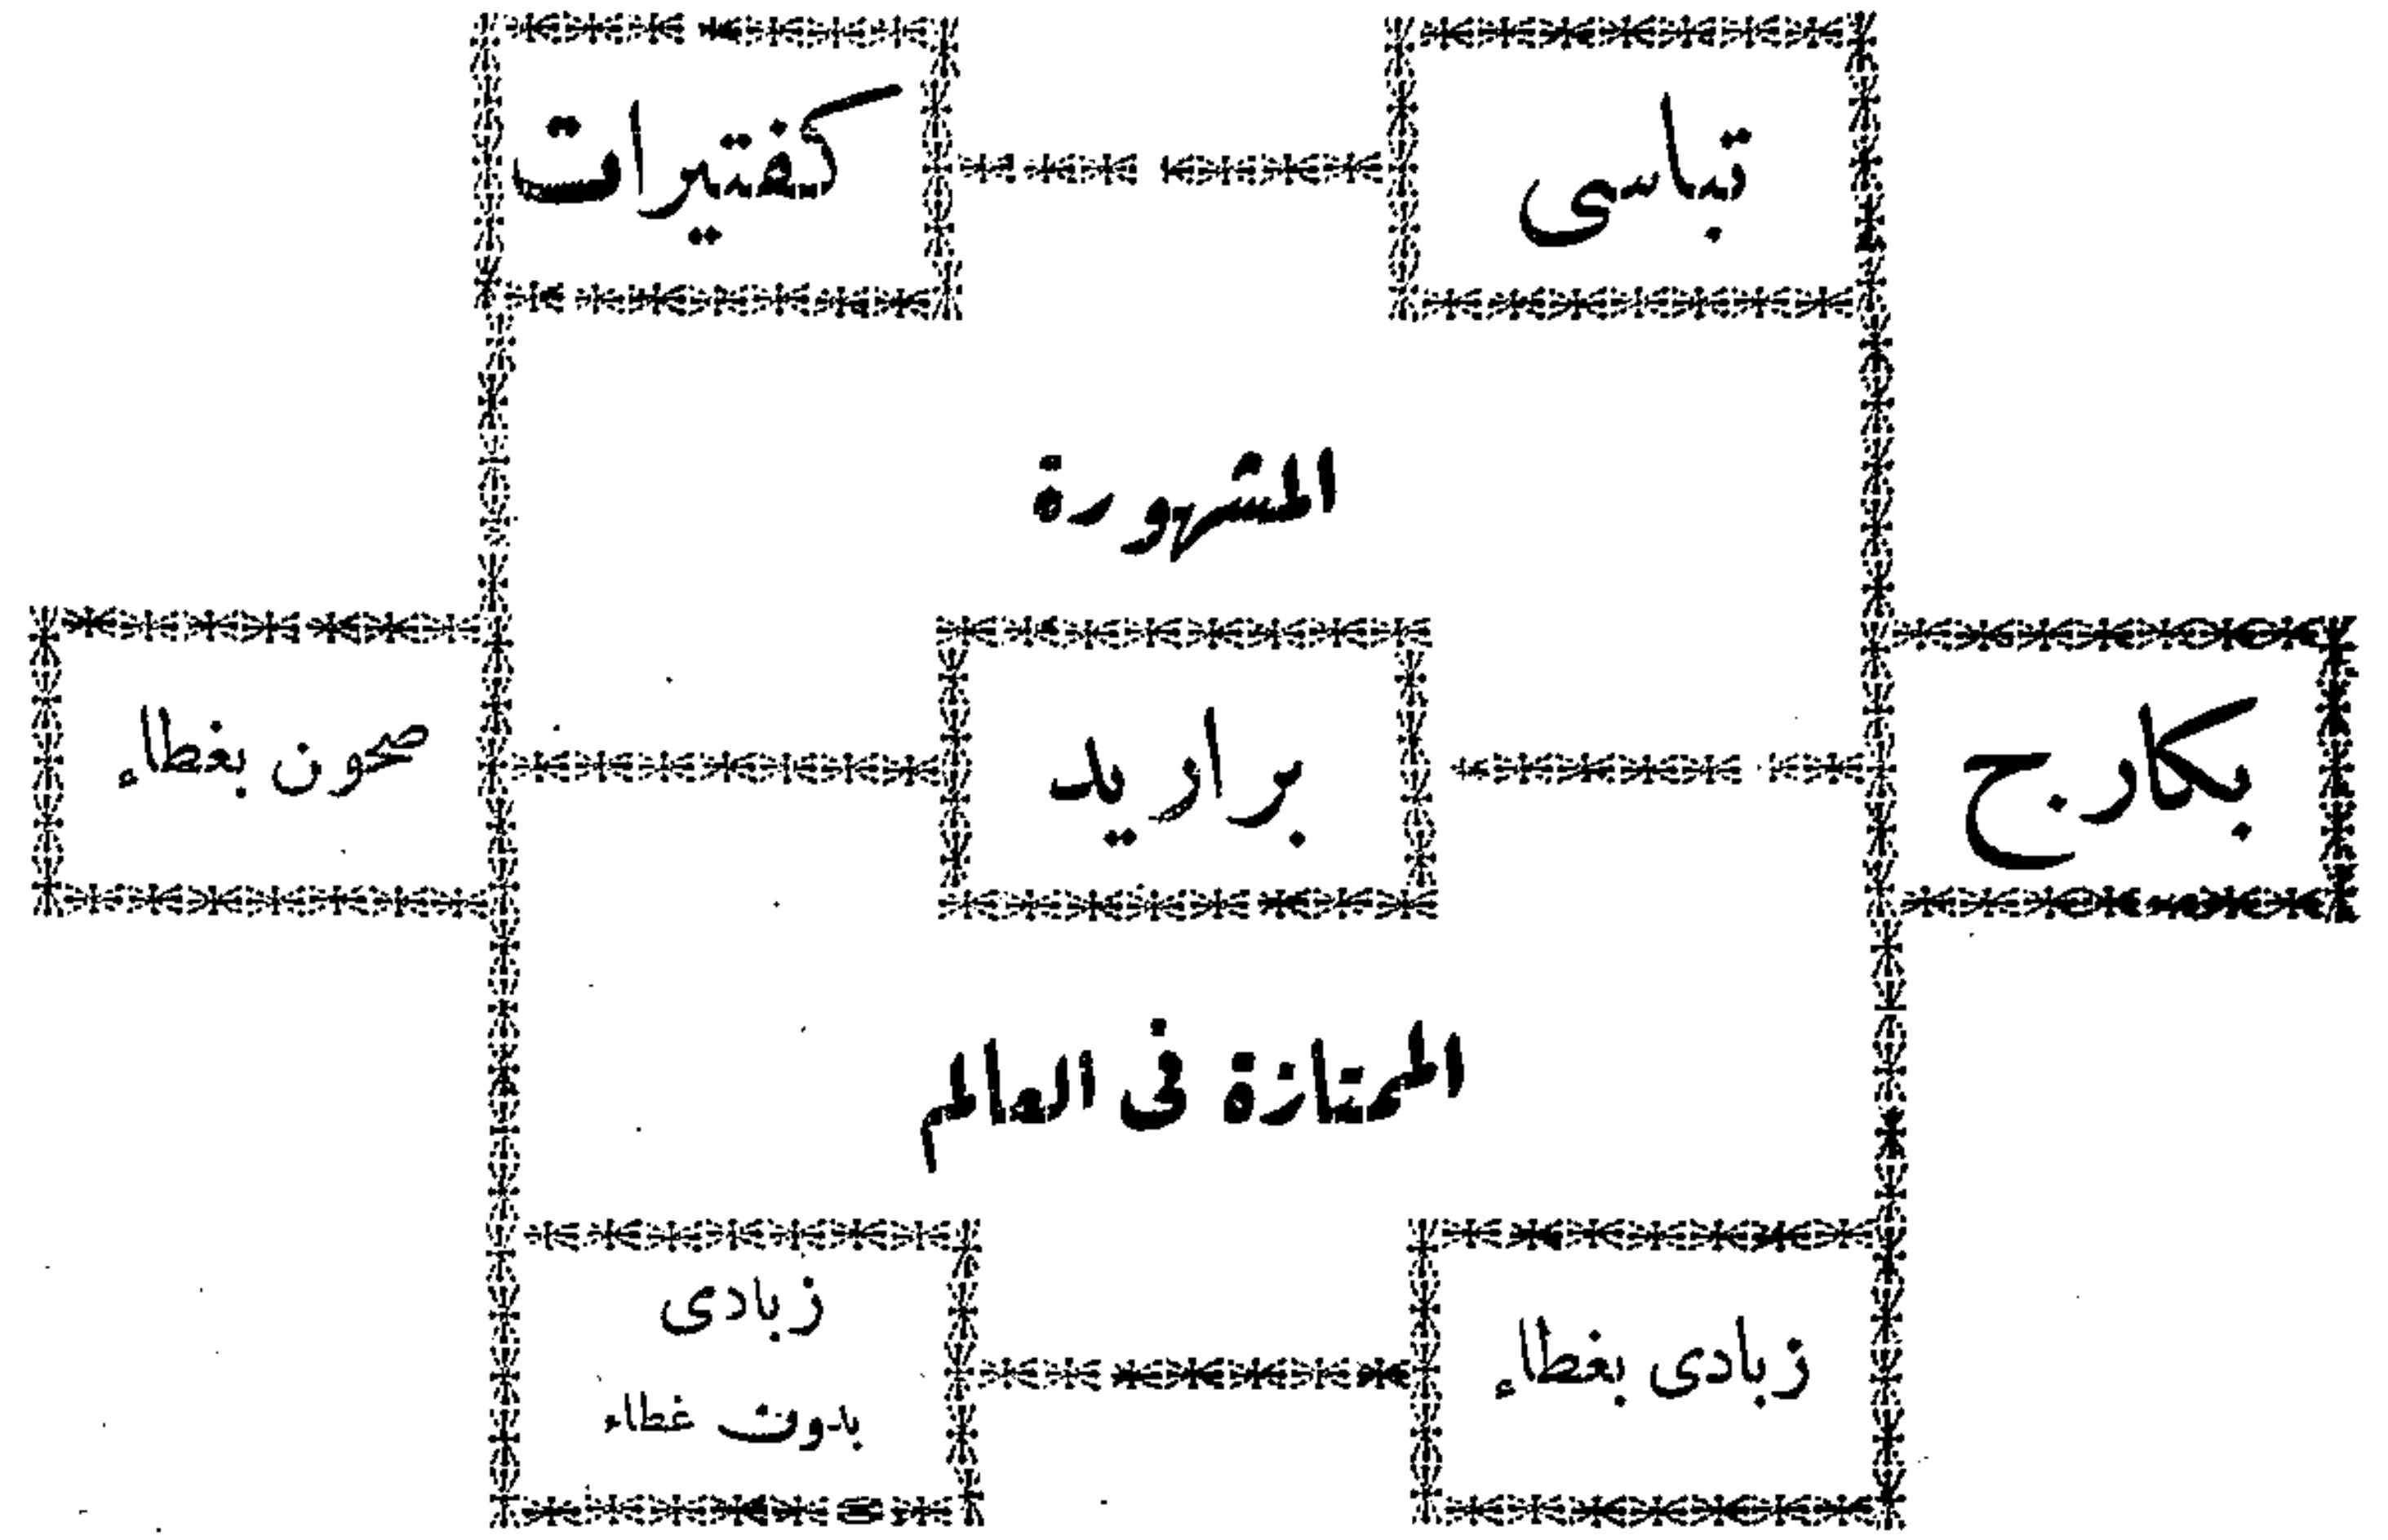 تباسى
كفتيرات
المشهورة
بكارج
براريد
صحون بغطاء
الممتازة فى العالم
زبادى بغطاء
زبادى
بدون غطاء